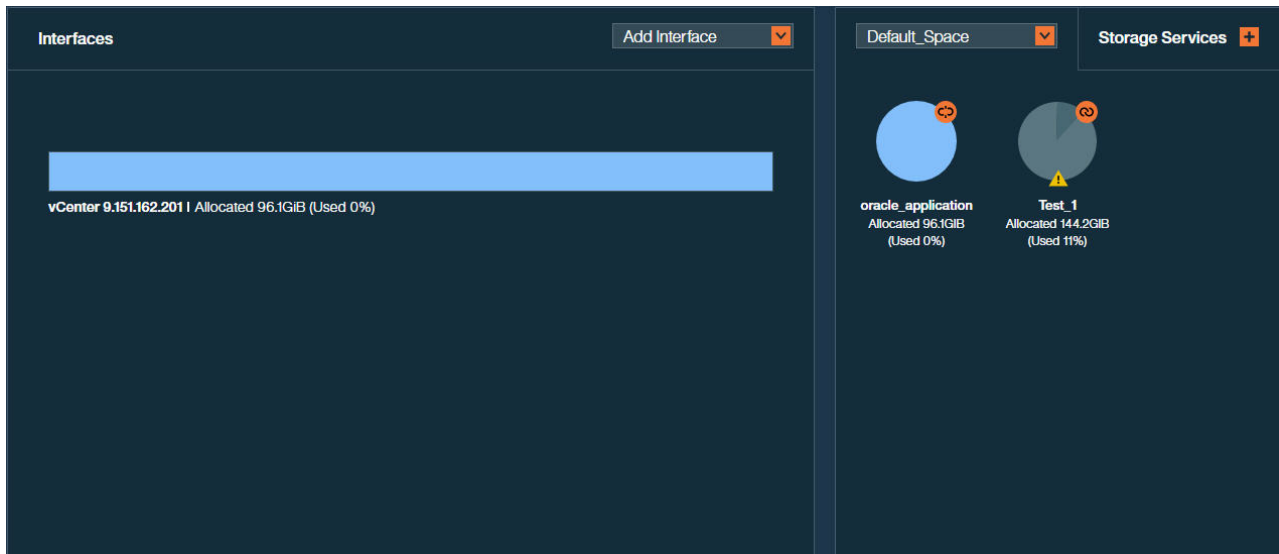 Interfaces
Add Interface
vCenter 9.151.162.201 | Allocated 96.1GiB (Used 0%)
Default_Space
Storage Services
oracle_application
Allocated 96.1GIB
(Used 0%)
Test_1
Allocated 144.2GIB
(Used 11%)